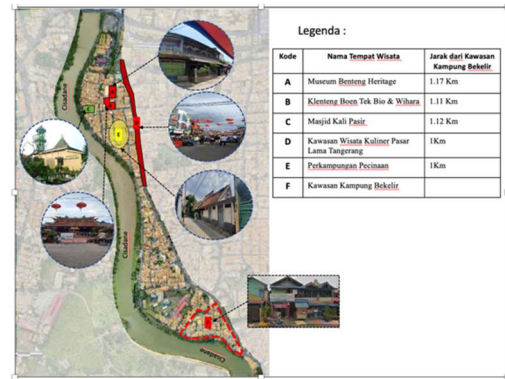 Legenda :
Kode Nama Tempat Wisata Jarak dari Kawasan Kampung Bekelir
A Museum Benteng Heritage 1.17 Km
B Klenteng Boen Tek Bio & Wihara 1.11 Km
C Masjid Kali Pasir 1.12 Km
D Kawasan Wisata Kuliner Pasar Lama Tangerang 1Km
E Perkampungan Pecinaan 1Km
F Kawasan Kampung Bekelir
Cisadane
E
Cisadane
Cisadane